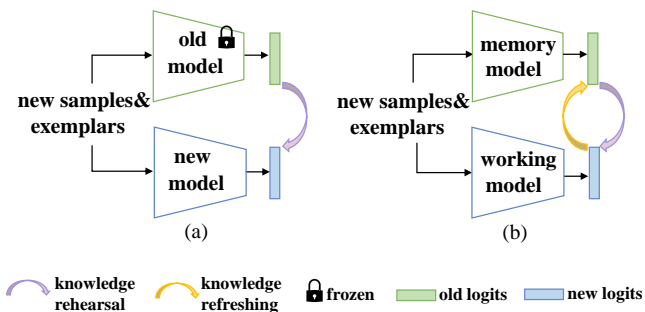 old
model
new samples&
exemplars
new
model
(a)
memory
model
new samples&
exemplars
working
model
(b)
knowledge
rehearsal
knowledge
refreshing
frozen
old logits
new logits